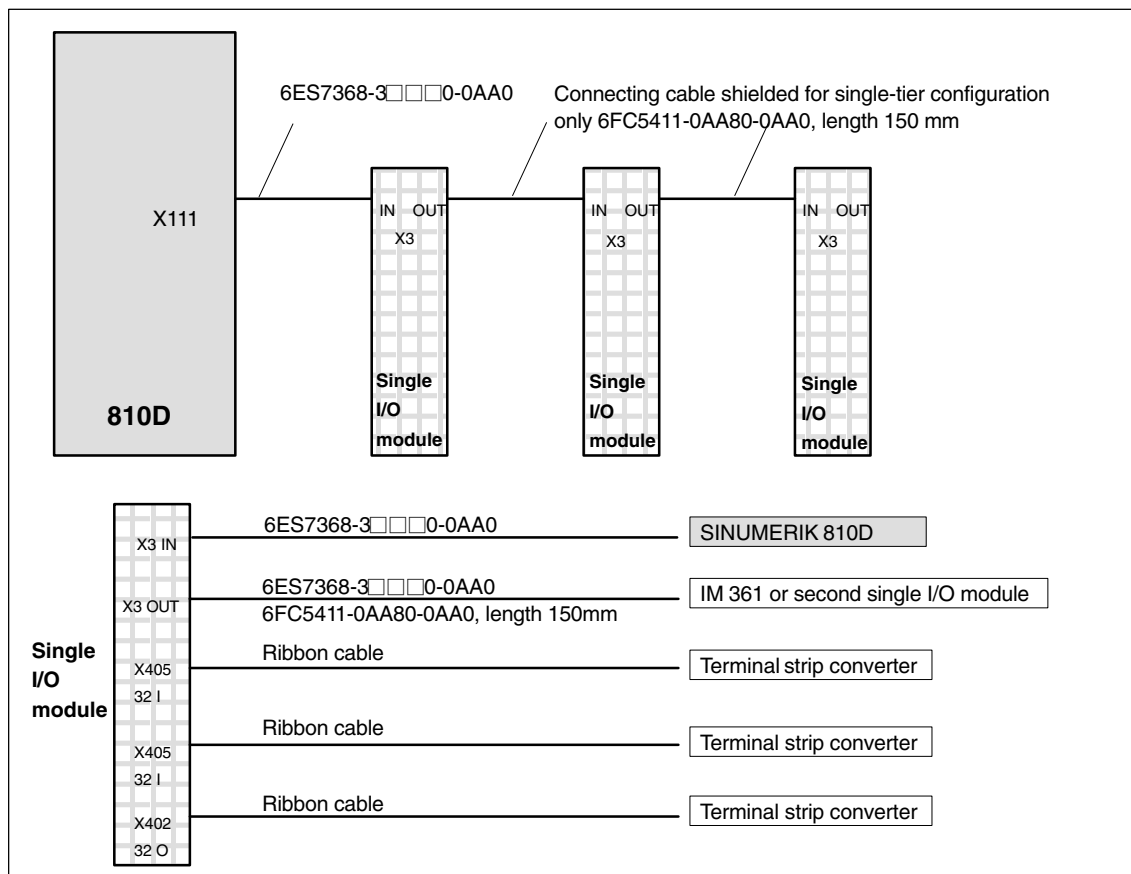 6ES7368-3□□□0-0AA0
Connecting cable shielded for single-tier configuration
only 6FC5411-0AA80-0AA0, length 150 mm
X111
IN OUT
X3
IN OUT
X3
IN OUT
X3
810D
Single
I/O
module
Single
I/O
module
Single
I/O
module
6ES7368-3□□□0-0AA0
X3 IN
SINUMERIK 810D
6ES7368-3□□□0-0AA0
X3 OUT
IM 361 or second single I/O module
6FC5411-0AA80-0AA0, length 150mm
Single
I/O
module
Ribbon cable
X405
32 I
Terminal strip converter
Ribbon cable
X405
32 I
Terminal strip converter
Ribbon cable
X402
32 O
Terminal strip converter